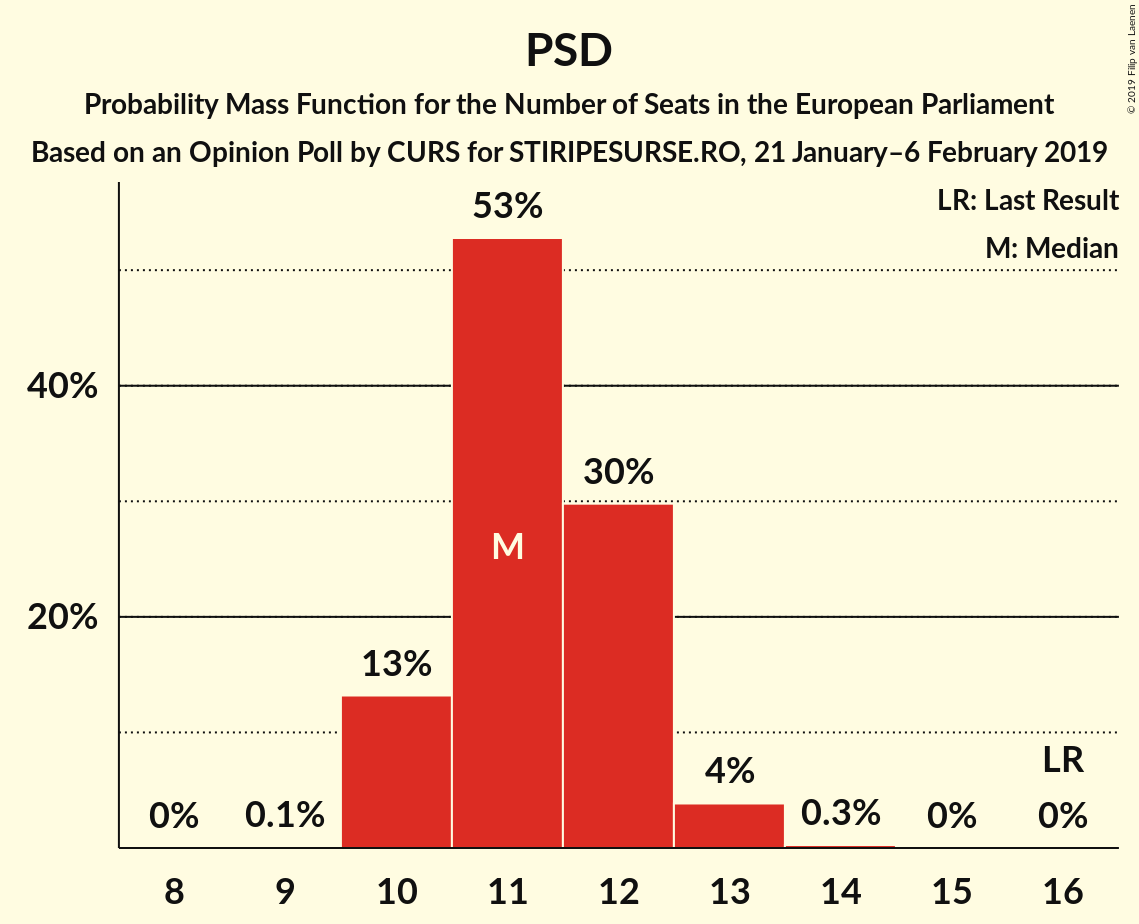 PSD
Probability Mass Function for the Number of Seats in the European Parliament
Based on an Opinion Poll by CURS for STIRIPESURSE.RO, 21 January–6 February 2019
© 2019 Filip van Laenen
LR: Last Result
M: Median
53%
40%
30%
M
20%
13%
LR
4%
0%
0.1%
0.3%
0%
0%
8 9 10 11 12 13 14 15 16